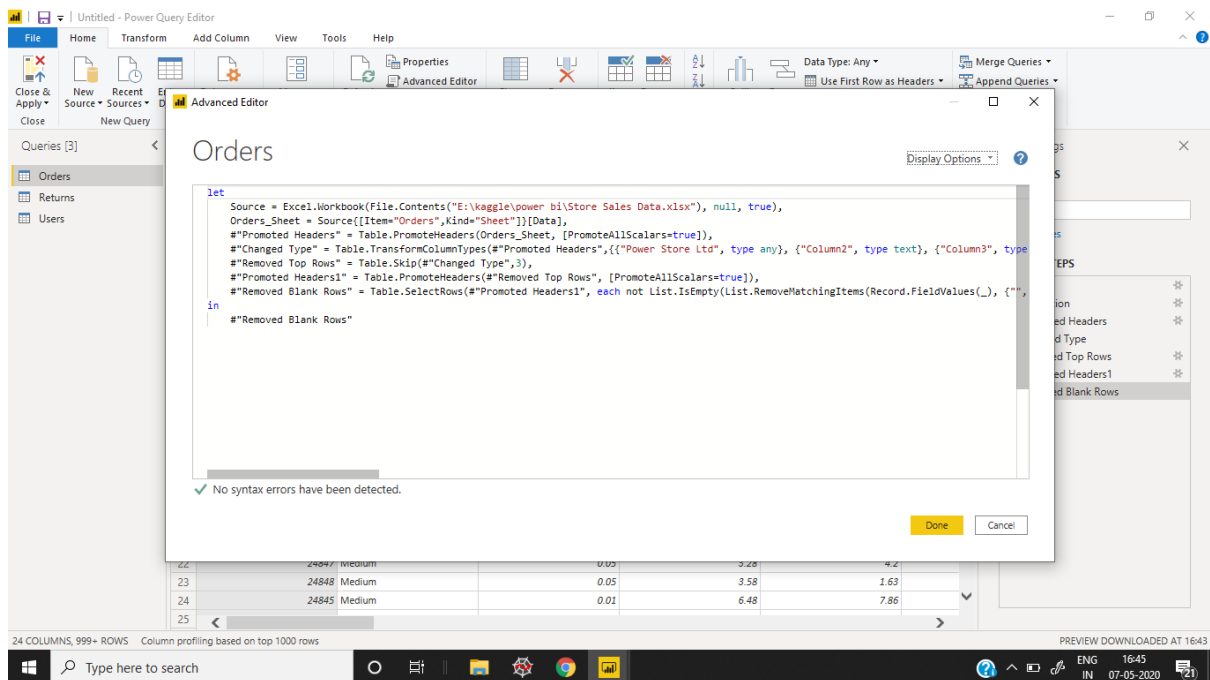 Untitled - Power Query Editor
File Home Transform Add Column View Tools Help
Close & Apply
New Source
Recent Sources
Properties
Advanced Editor
Data Type: Any
Use First Row as Headers
Merge Queries
Append Queries
Close
New Query
Queries [3]
Orders
Returns
Users
Advanced Editor
Orders
Display Options
let
Source = Excel.Workbook(File.Contents("E:\kaggle\power bi\Store Sales Data.xlsx"), null, true),
Orders_Sheet = Source{[Item="Orders",Kind="Sheet"]}[Data],
#"Promoted Headers" = Table.PromoteHeaders(Orders_Sheet, [PromoteAllScalars=true]),
#"Changed Type" = Table.TransformColumnTypes(#"Promoted Headers",{{"Power Store Ltd", type any}, {"Column2", type text}, {"Column3", type
#"Removed Top Rows" = Table.Skip(#"Changed Type",3),
#"Promoted Headers1" = Table.PromoteHeaders(#"Removed Top Rows", [PromoteAllScalars=true]),
#"Removed Blank Rows" = Table.SelectRows(#"Promoted Headers1", each not List.IsEmpty(List.RemoveMatchingItems(Record.FieldValues(_), {"",
in
#"Removed Blank Rows"
No syntax errors have been detected.
Done Cancel
gs
S
es
TEPS
ion
ed Headers
d Type
ed Top Rows
ed Headers1
ed Blank Rows
22 24847 Medium 0.05 3.28 4.2
23 24848 Medium 0.05 3.58 1.63
24 24845 Medium 0.01 6.48 7.86
25
24 COLUMNS, 999+ ROWS Column profiling based on top 1000 rows PREVIEW DOWNLOADED AT 16:43
Type here to search
ENG 16:45
IN 07-05-2020
21